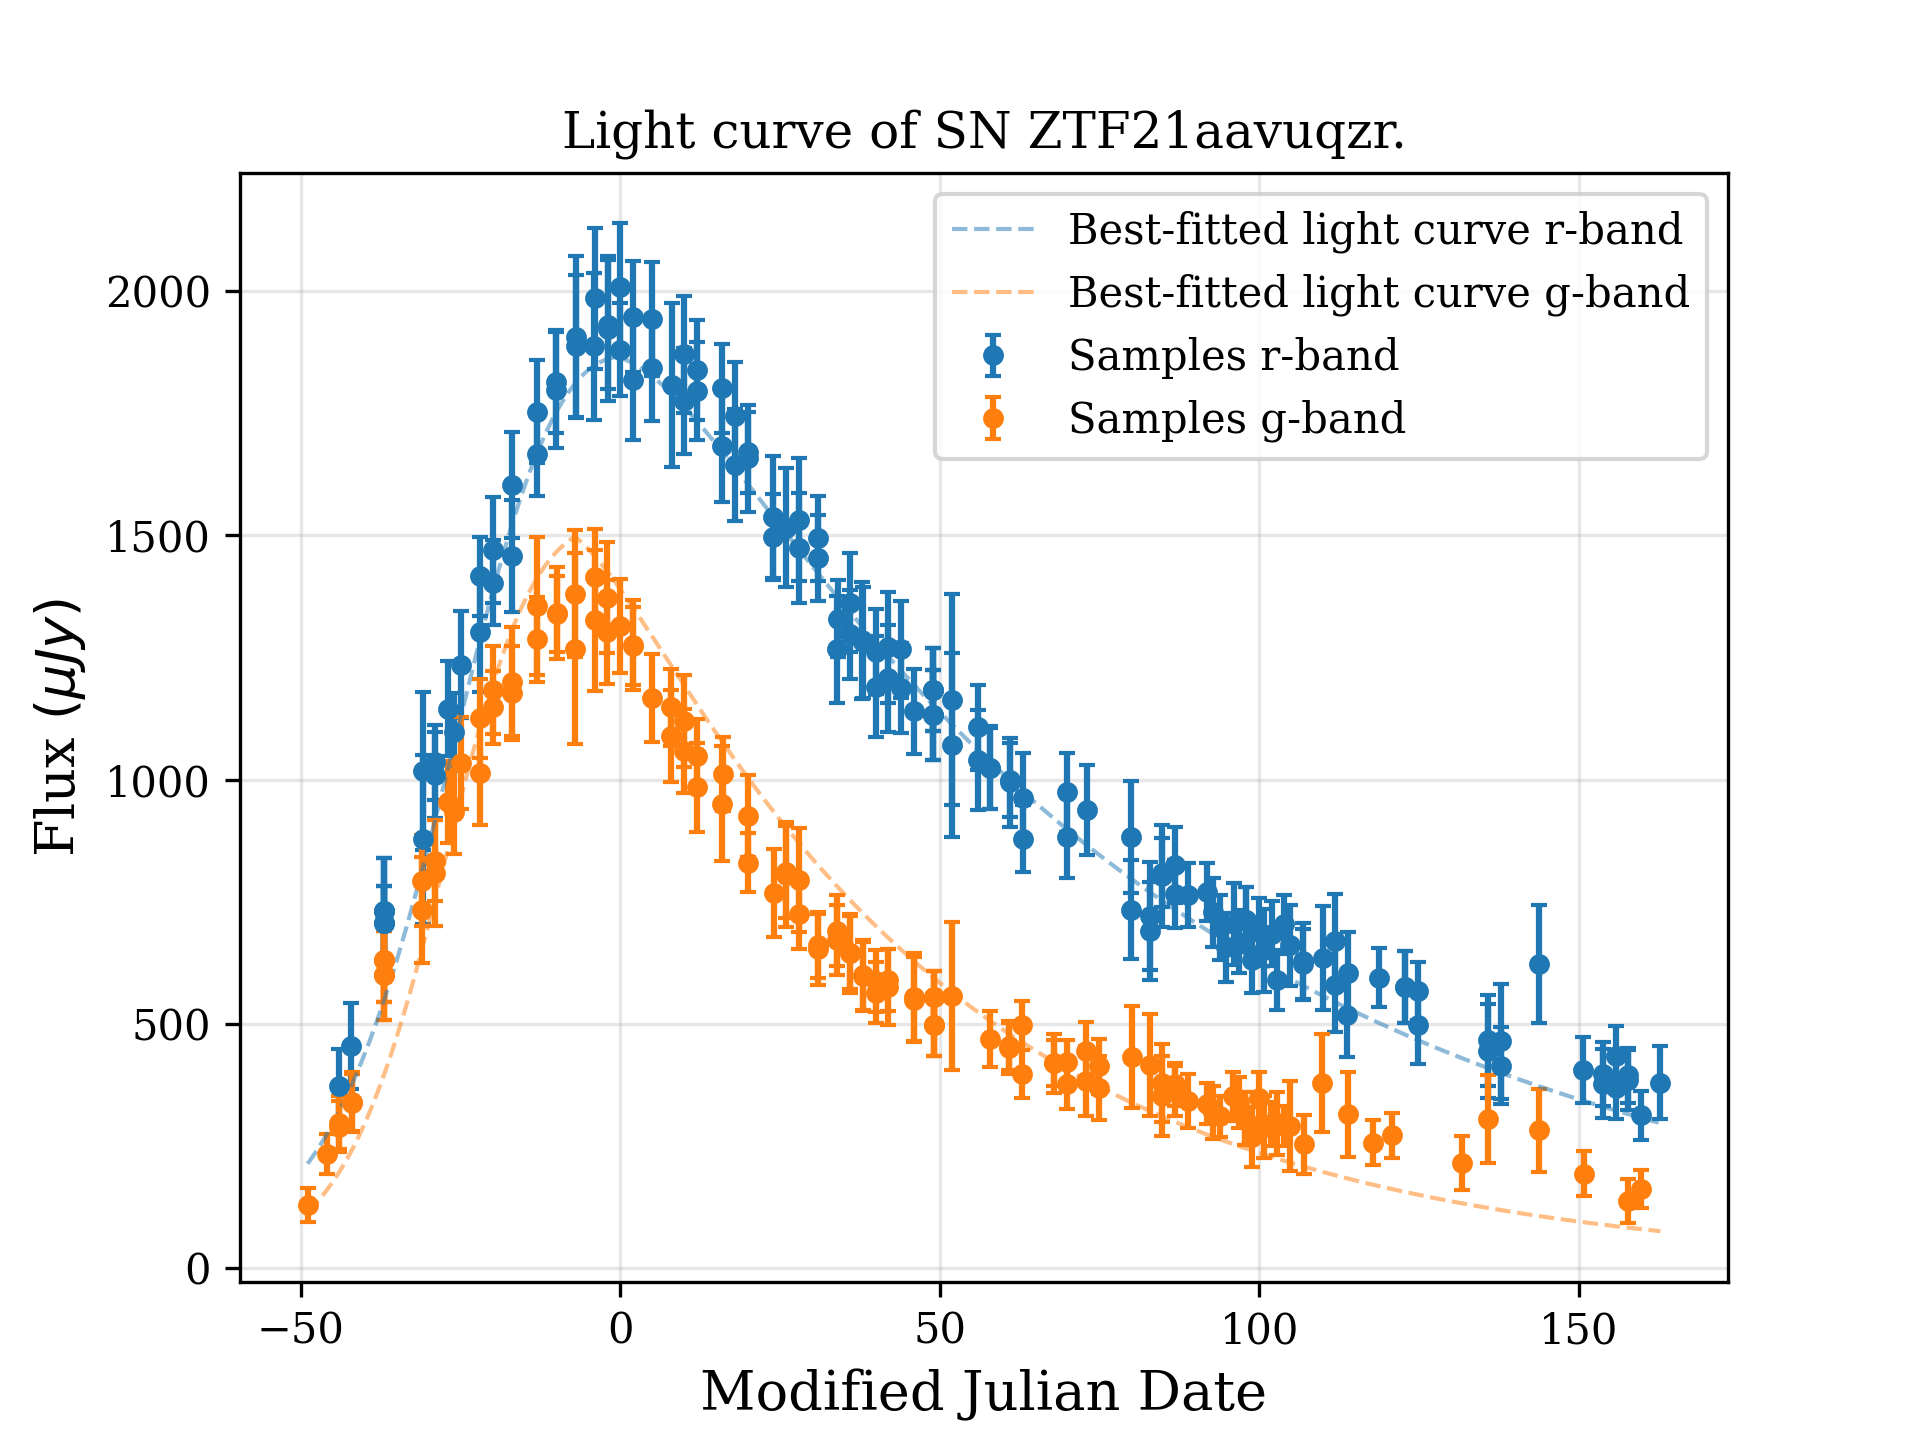 Light curve of SN ZTF21aavuqzr.
Best-fitted light curve r-band
Best-fitted light curve g-band
Samples r-band
Samples g-band
Flux (μJy)
2000
1500
1000
500
0
−50 0 50 100 150
Modified Julian Date